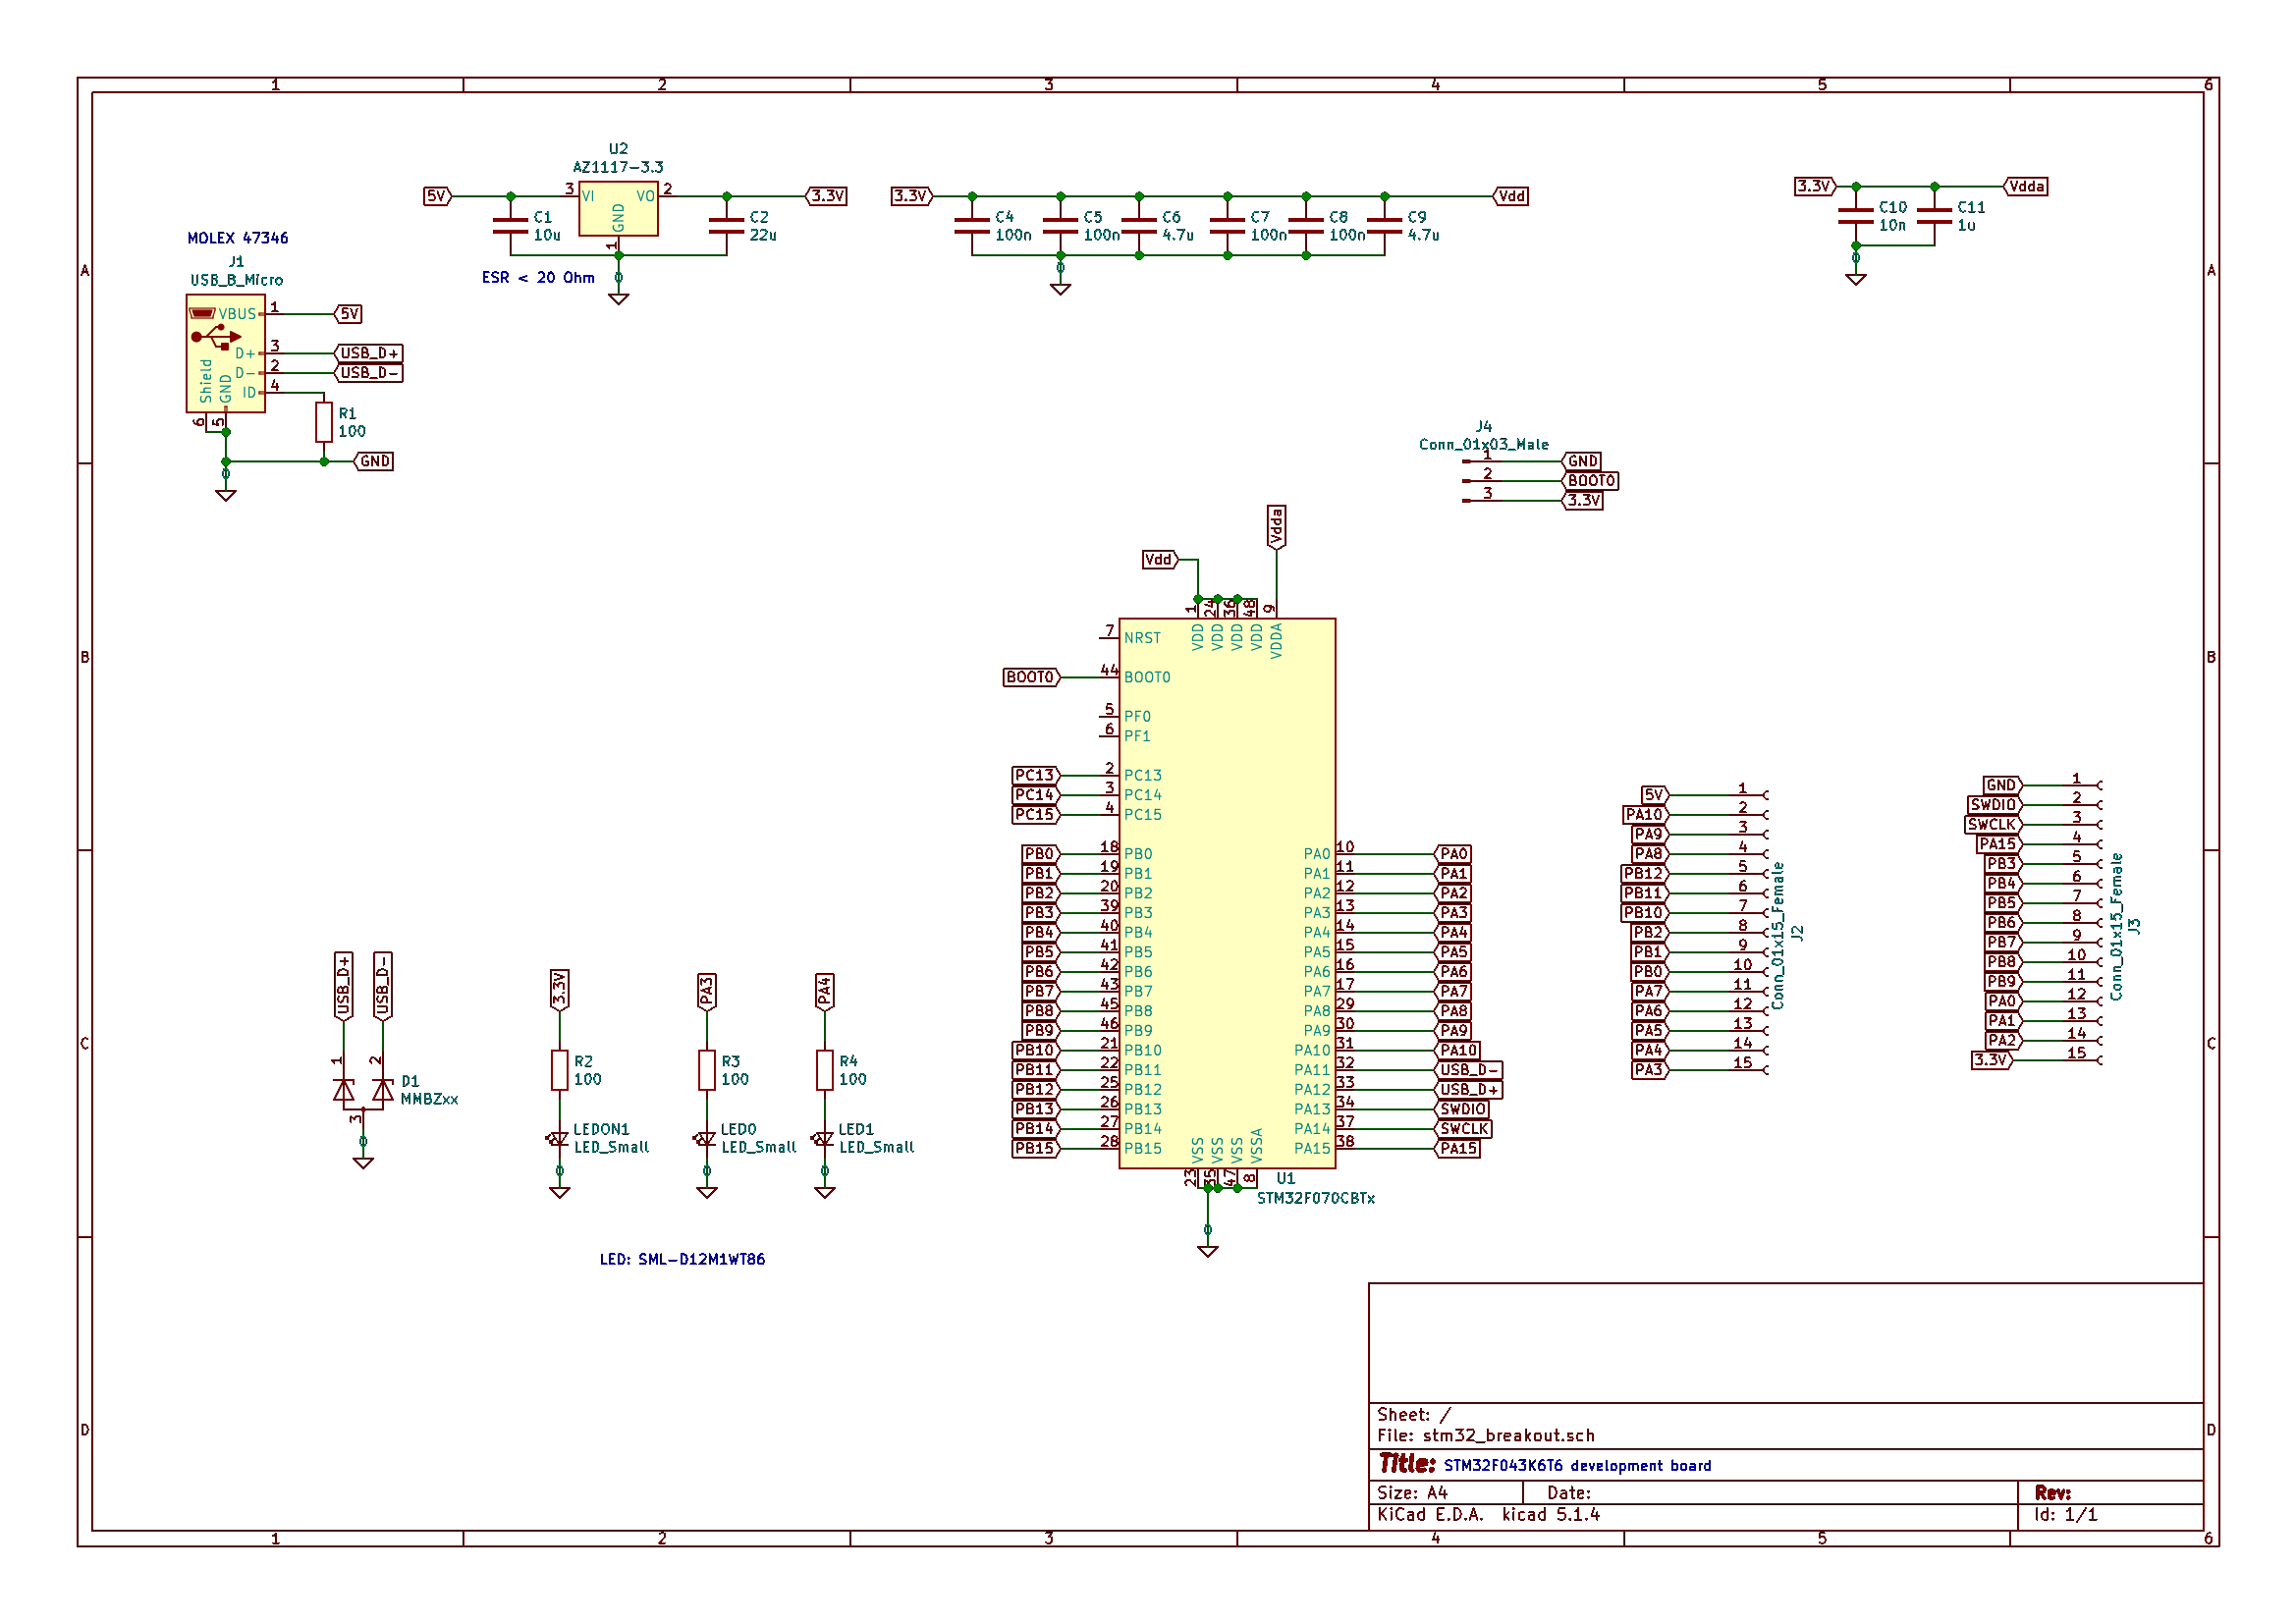 1 2 3 4 5 6
A
B
C
D
MOLEX 47346
J1
USB_B_Micro
VBUS 1 5V
D+ 3 USB_D+
D- 2 USB_D-
ID 4
Shield 6
GND 5
R1
100
GND
0
U2
AZ1117-3.3
5V
3 VI
VO 2
GND 1
3.3V
C1
10u
C2
22u
ESR < 20 Ohm
0
3.3V
Vdd
C4
100n
C5
100n
C6
4.7u
C7
100n
C8
100n
C9
4.7u
0
3.3V
Vdda
C10
10n
C11
1u
0
J4
Conn_01x03_Male
1 GND
2 BOOT0
3 3.3V
Vdd
Vdda
1 VDD
24 VDD
36 VDD
48 VDD
9 VDDA
7 NRST
BOOT0 44 BOOT0
5 PF0
6 PF1
PC13 2 PC13
PC14 3 PC14
PC15 4 PC15
PB0 18 PB0
PB1 19 PB1
PB2 20 PB2
PB3 39 PB3
PB4 40 PB4
PB5 41 PB5
PB6 42 PB6
PB7 43 PB7
PB8 45 PB8
PB9 46 PB9
PB10 21 PB10
PB11 22 PB11
PB12 25 PB12
PB13 26 PB13
PB14 27 PB14
PB15 28 PB15
PA0 10 PA0
PA1 11 PA1
PA2 12 PA2
PA3 13 PA3
PA4 14 PA4
PA5 15 PA5
PA6 16 PA6
PA7 17 PA7
PA8 29 PA8
PA9 30 PA9
PA10 31 PA10
PA11 32 USB_D-
PA12 33 USB_D+
PA13 34 SWDIO
PA14 37 SWCLK
PA15 38 PA15
VSS 23
VSS 35
VSS 47
VSSA 8
U1
STM32F070CBTx
0
5V 1
PA10 2
PA9 3
PA8 4
PB12 5
PB11 6
PB10 7
PB2 8
PB1 9
PB0 10
PA7 11
PA6 12
PA5 13
PA4 14
PA3 15
Conn_01x15_Female
J2
GND 1
SWDIO 2
SWCLK 3
PA15 4
PB3 5
PB4 6
PB5 7
PB6 8
PB7 9
PB8 10
PB9 11
PA0 12
PA1 13
PA2 14
3.3V 15
Conn_01x15_Female
J3
USB_D+
USB_D-
1
2
D1
MMBZxx
3
0
3.3V
R2
100
LEDON1
LED_Small
0
PA3
R3
100
LED0
LED_Small
0
PA4
R4
100
LED1
LED_Small
0
LED: SML-D12M1WT86
Sheet: /
File: stm32_breakout.sch
Title: STM32F043K6T6 development board
Size: A4 Date: Rev:
KiCad E.D.A. kicad 5.1.4 Id: 1/1
A
B
C
D
1 2 3 4 5 6